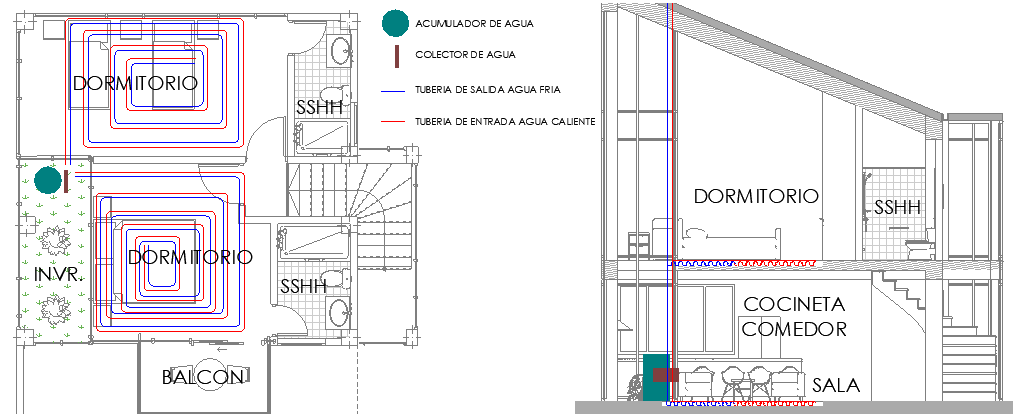 ACUMULADOR DE AGUA
COLECTOR DE AGUA
TUBERIA DE SALIDA AGUA FRIA
TUBERIA DE ENTRADA AGUA CALIENTE
DORMITORIO
SSHH
DORMITORIO
INVR.
SSHH
BALCON
DORMITORIO
SSHH
COCINETA
COMEDOR
SALA